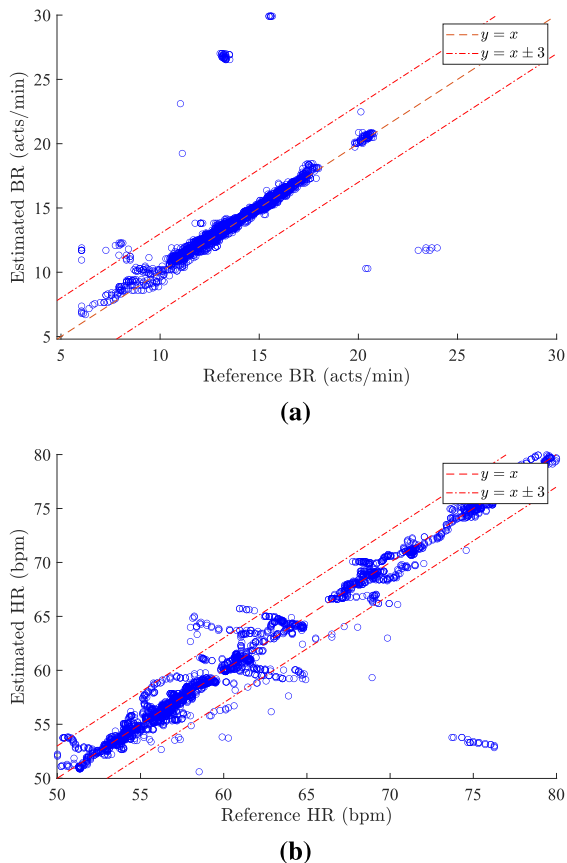 30
25
20
15
10
5
Estimated BR (acts/min)
y = x
y = x ± 3
5 10 15 20 25 30
Reference BR (acts/min)
(a)
80
75
70
65
60
55
50
Estimated HR (bpm)
y = x
y = x ± 3
50 55 60 65 70 75 80
Reference HR (bpm)
(b)